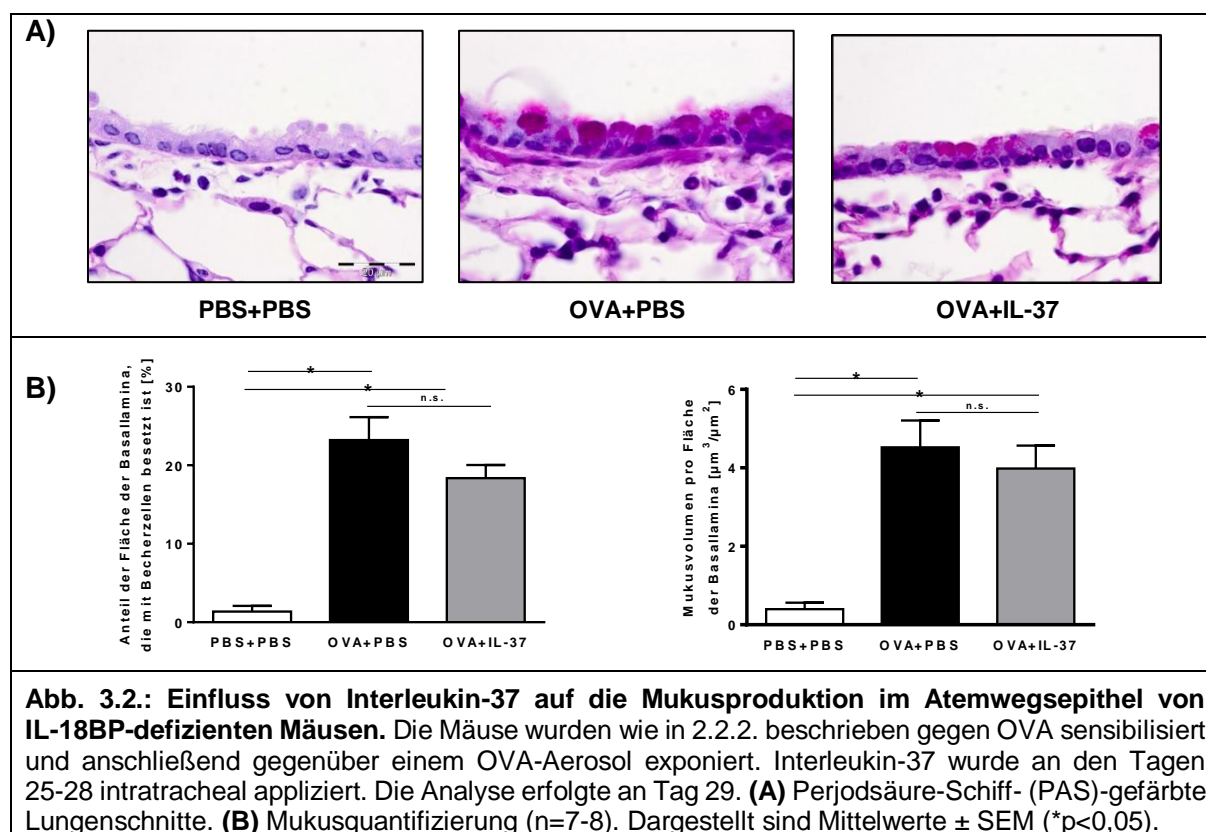 A)
20 µm
PBS+PBS
OVA+PBS
OVA+IL-37
B)
Anteil der Fläche der Basallamina,
die mit Becherzellen besetzt ist [%]
30
20
10
0
*
*
n.s.
PBS+PBS
OVA+PBS
OVA+IL-37
Mukusvolumen pro Fläche
der Basallamina [µm³/µm²]
6
4
2
0
*
*
n.s.
PBS+PBS
OVA+PBS
OVA+IL-37
Abb. 3.2.: Einfluss von Interleukin-37 auf die Mukusproduktion im Atemwegsepithel von
IL-18BP-defizienten Mäusen. Die Mäuse wurden wie in 2.2.2. beschrieben gegen OVA sensibilisiert
und anschließend gegenüber einem OVA-Aerosol exponiert. Interleukin-37 wurde an den Tagen
25-28 intratracheal appliziert. Die Analyse erfolgte an Tag 29. (A) Perjodsäure-Schiff- (PAS)-gefärbte
Lungenschnitte. (B) Mukusquantifizierung (n=7-8). Dargestellt sind Mittelwerte ± SEM (*p<0,05).